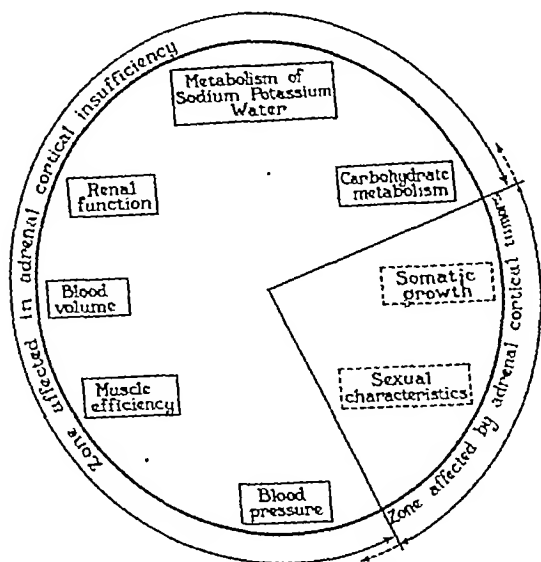 Zone affected in adrenal cortical insufficiency
Metabolism of
Sodium Potassium
Water
Renal
function
Carbohydrate
metabolism
Blood
volume
Somatic
growth
Muscle
efficiency
Sexual
characteristics
Blood
pressure
Zone affected by adrenal cortical tumors